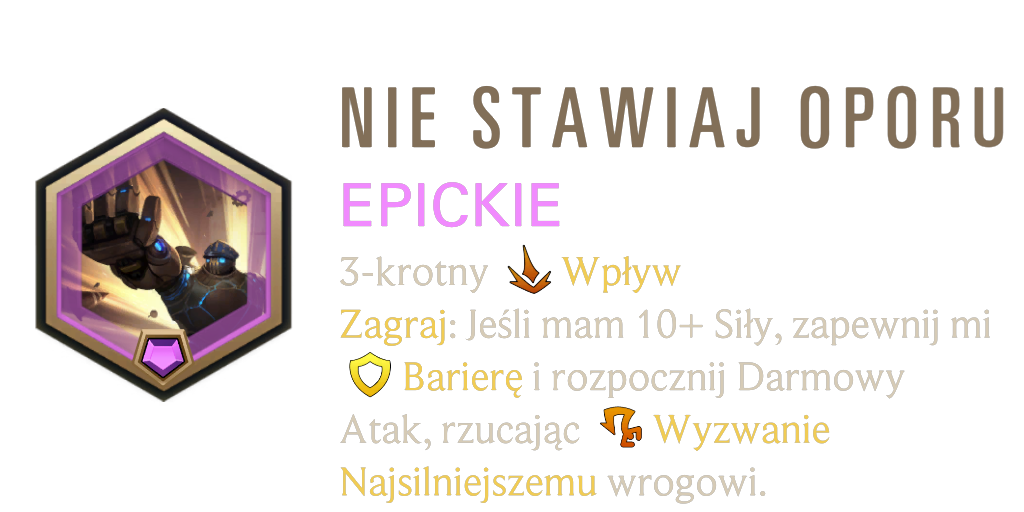 NIE STAWIAJ OPORU
EPICKIE
3-krotny Wpływ
Zagraj: Jeśli mam 10+ Siły, zapewnij mi
Barierę i rozpocznij Darmowy
Atak, rzucając Wyzwanie
Najsilniejszemu wrogowi.